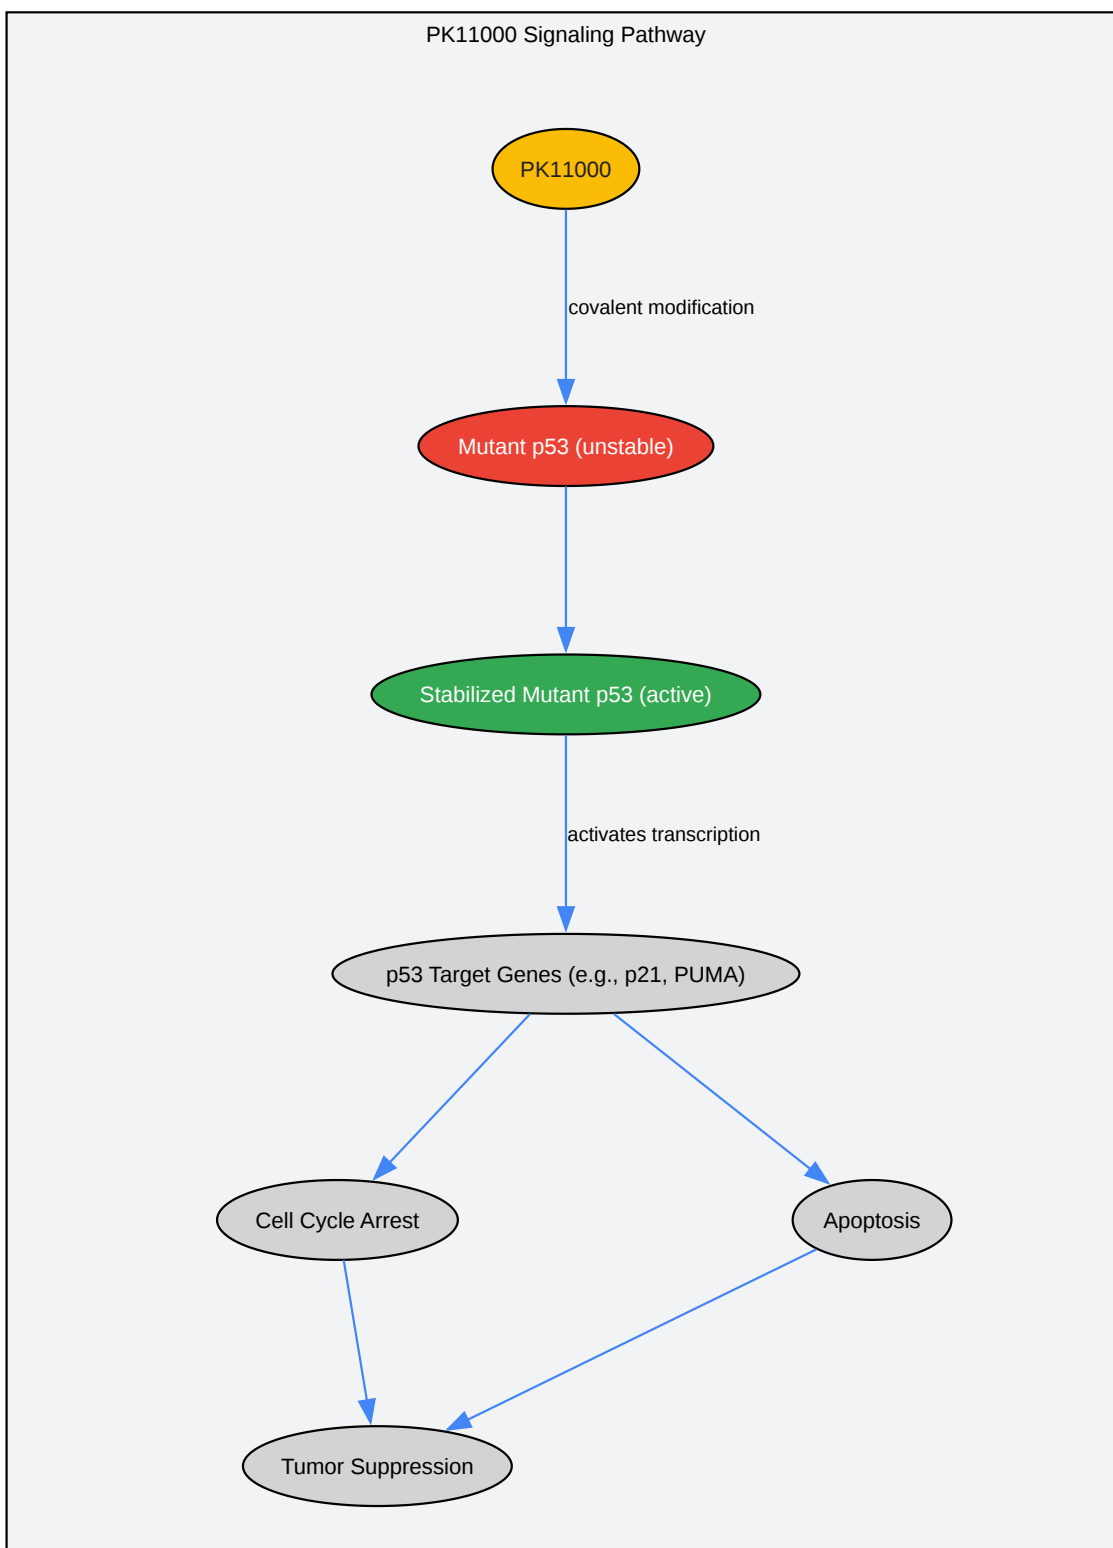 PK11000 Signaling Pathway
PK11000
covalent modification
Mutant p53 (unstable)
Stabilized Mutant p53 (active)
activates transcription
p53 Target Genes (e.g., p21, PUMA)
Cell Cycle Arrest
Apoptosis
Tumor Suppression